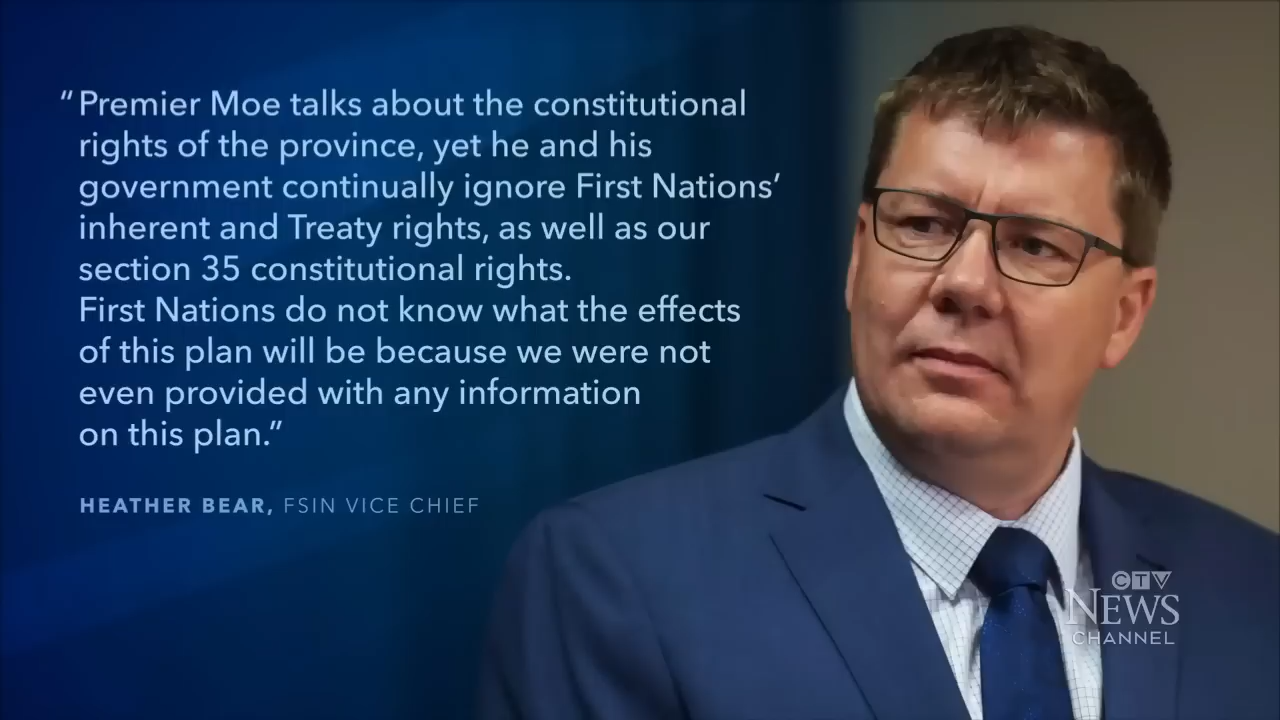 “Premier Moe talks about the constitutional
rights of the province, yet he and his
government continually ignore First Nations’
inherent and Treaty rights, as well as our
section 35 constitutional rights.
First Nations do not know what the effects
of this plan will be because we were not
even provided with any information
on this plan.”
HEATHER BEAR, FSIN VICE CHIEF
CTV
NEWS
CHANNEL